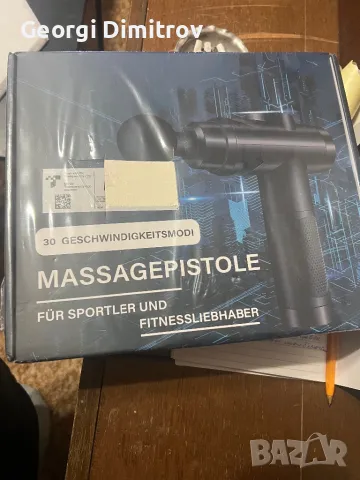 Georgi Dimitrov
30 GESCHWINDIGKEITSMODI
MASSAGEPISTOLE
FÜR SPORTLER UND
FITNESSLIEBHABER
BAZAR